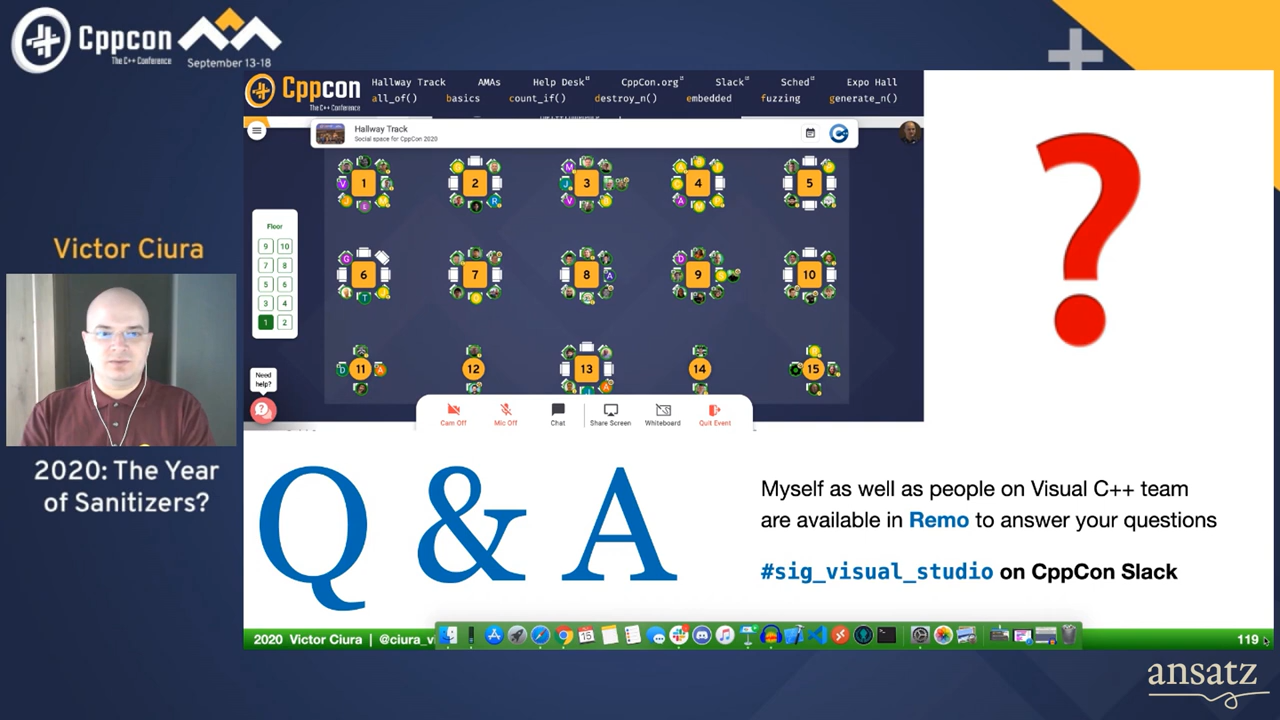 Cppcon
The C++ Conference
September 13-18
Cppcon
The C++ Conference
Hallway Track AMAs Help Desk CppCon.org Slack Sched Expo Hall
all_of() basics count_if() destroy_n() embedded fuzzing generate_n()
Hallway Track
Social space for CppCon 2020
1 2 3 4 5
6 7 8 9 10
11 12 13 14 15
Floor
9 10
7 8
5 6
3 4
1 2
Need
help?
Cam Off Mic Off Chat Share Screen Whiteboard Quit Event
?
Victor Ciura
2020: The Year
of Sanitizers?
Q & A
Myself as well as people on Visual C++ team
are available in Remo to answer your questions
#sig_visual_studio on CppCon Slack
2020 Victor Ciura | @ciura_v
15
119
ansatz